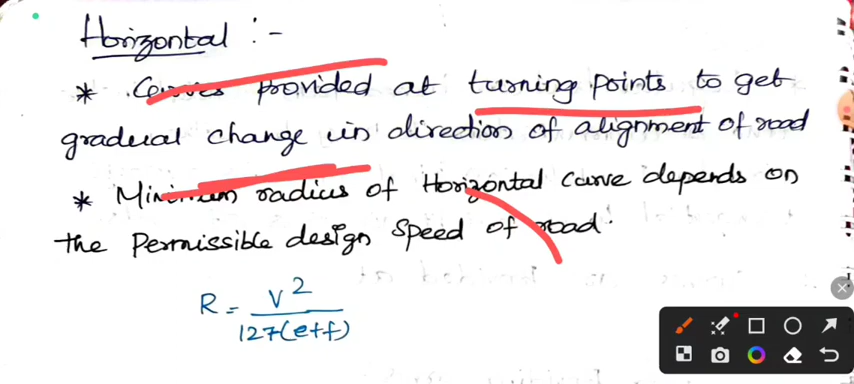 Horizontal :-
* Curves provided at turning points to get
gradual change in direction of alignment of road
* Minimum radius of Horizontal curve depends on
the Permissible design speed of road.
R = V²/127(e+f)